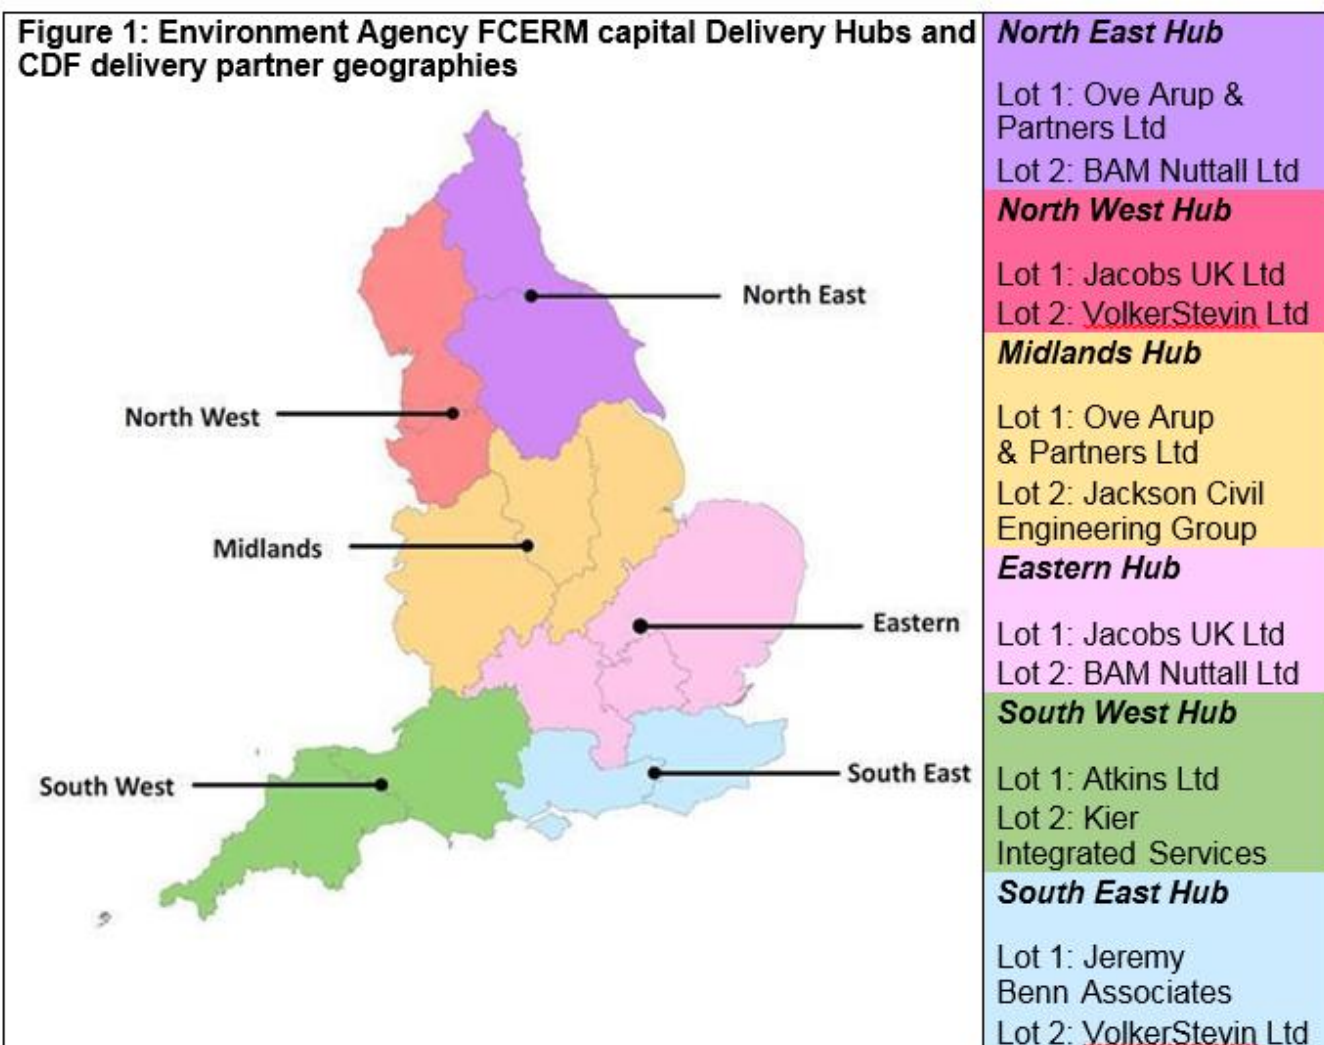 Figure 1: Environment Agency FCERM capital Delivery Hubs and
CDF delivery partner geographies
North East
North West
Midlands
Eastern
South West
South East
North East Hub
Lot 1: Ove Arup &
Partners Ltd
Lot 2: BAM Nuttall Ltd
North West Hub
Lot 1: Jacobs UK Ltd
Lot 2: VolkerStevin Ltd
Midlands Hub
Lot 1: Ove Arup
& Partners Ltd
Lot 2: Jackson Civil
Engineering Group
Eastern Hub
Lot 1: Jacobs UK Ltd
Lot 2: BAM Nuttall Ltd
South West Hub
Lot 1: Atkins Ltd
Lot 2: Kier
Integrated Services
South East Hub
Lot 1: Jeremy
Benn Associates
Lot 2: VolkerStevin Ltd